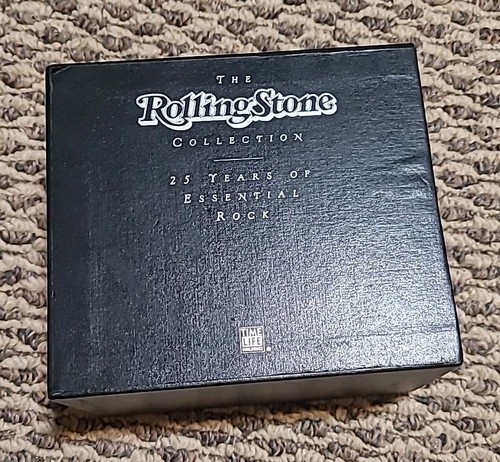 THE
RollingStone
COLLECTION
25 YEARS OF
ESSENTIAL
ROCK
TIME
LIFE